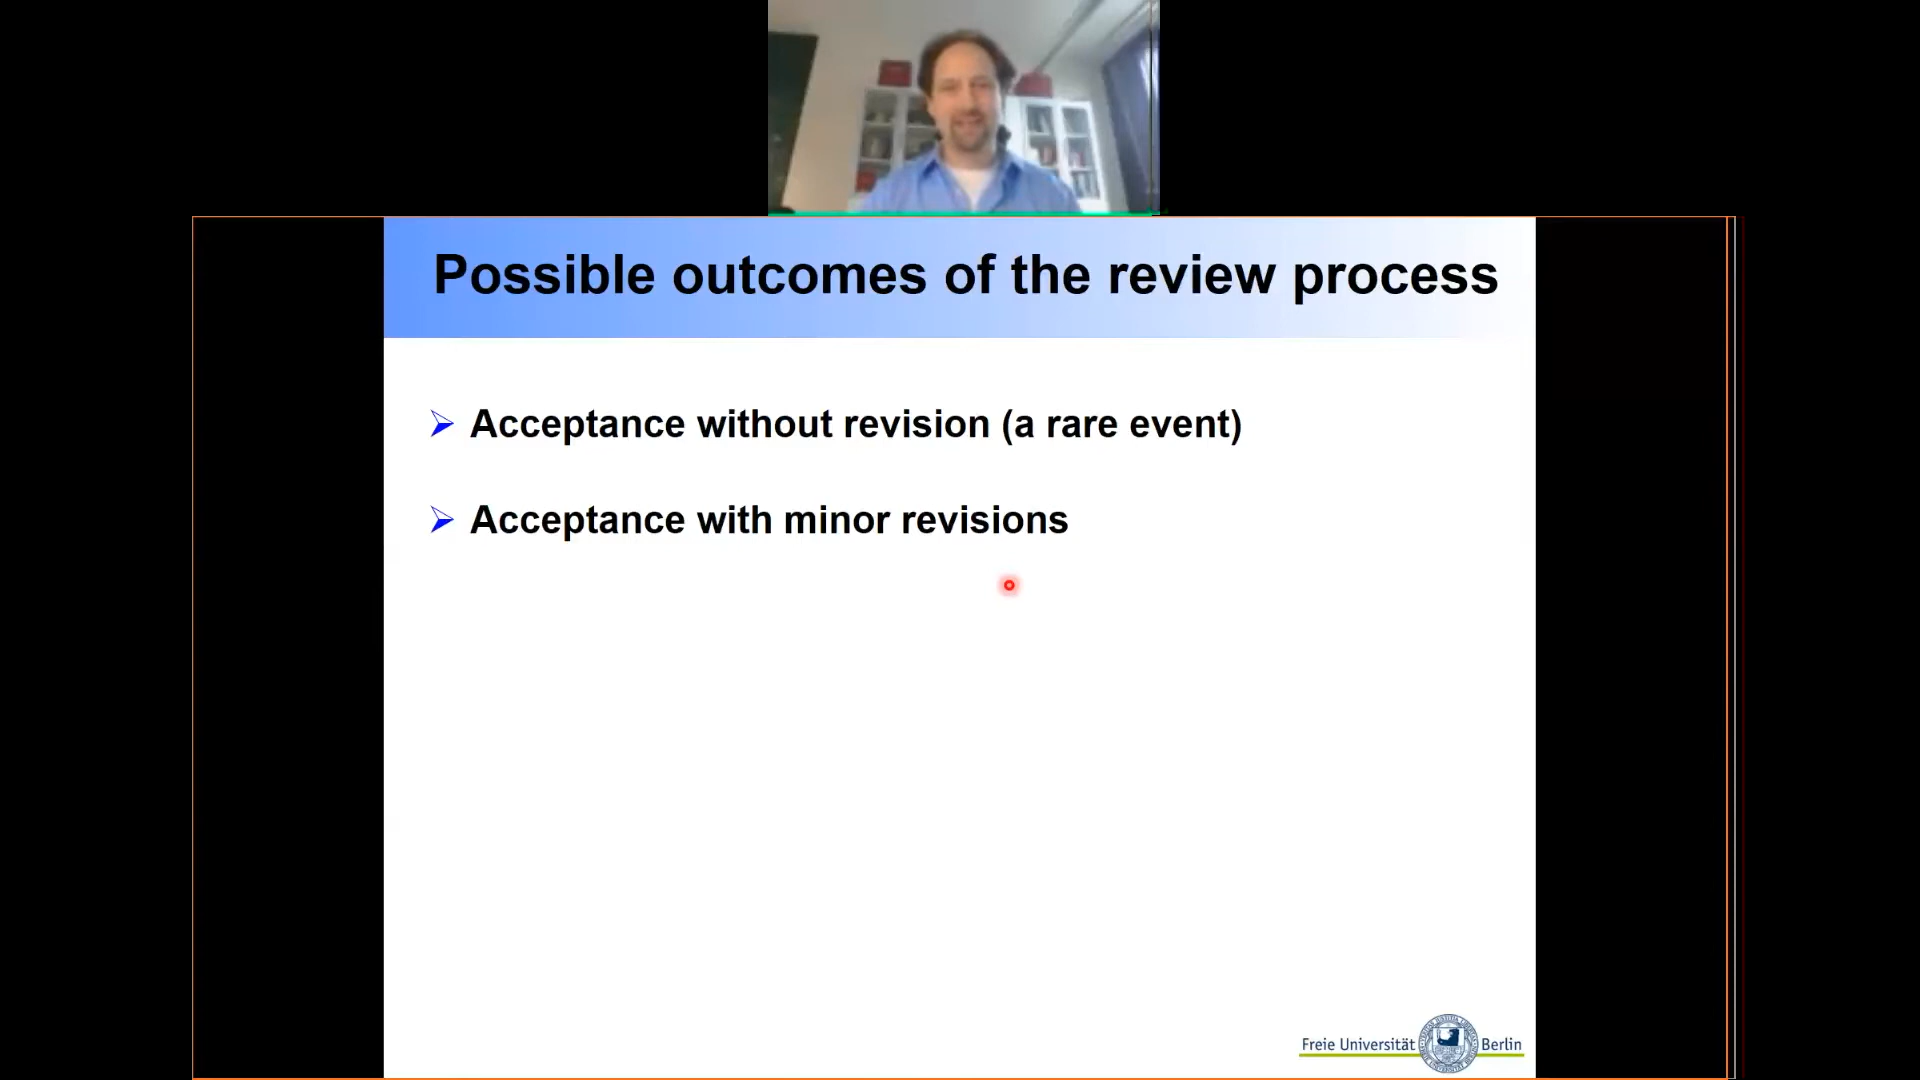 Possible outcomes of the review process
Acceptance without revision (a rare event)
Acceptance with minor revisions
Freie Universität Berlin